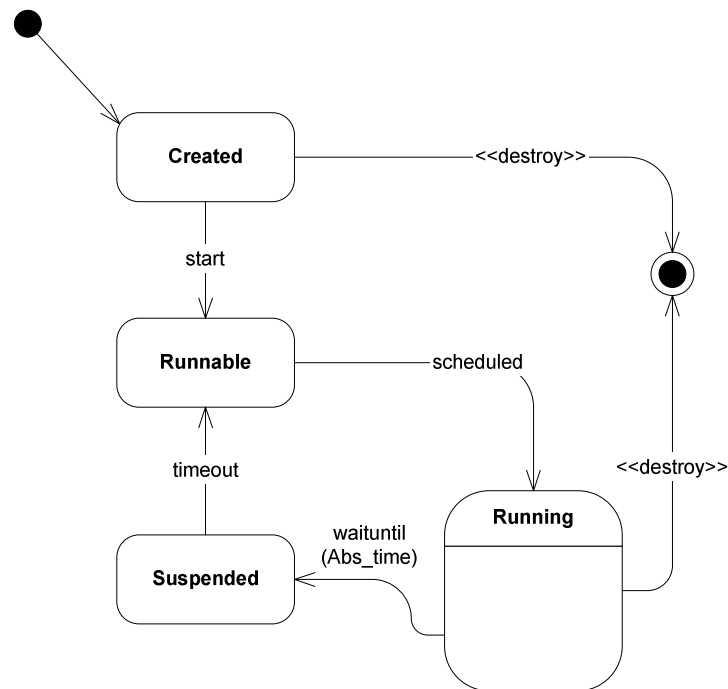 Created
<<destroy>>
start
Runnable
scheduled
timeout
<<destroy>>
Running
waituntil
(Abs_time)
Suspended